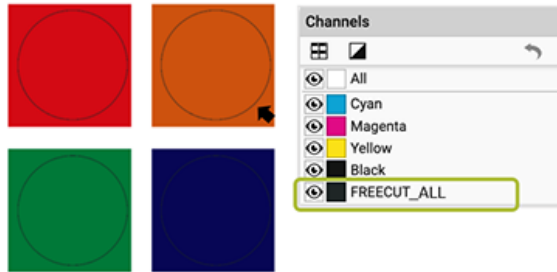 Channels
All
Cyan
Magenta
Yellow
Black
FREECUT_ALL